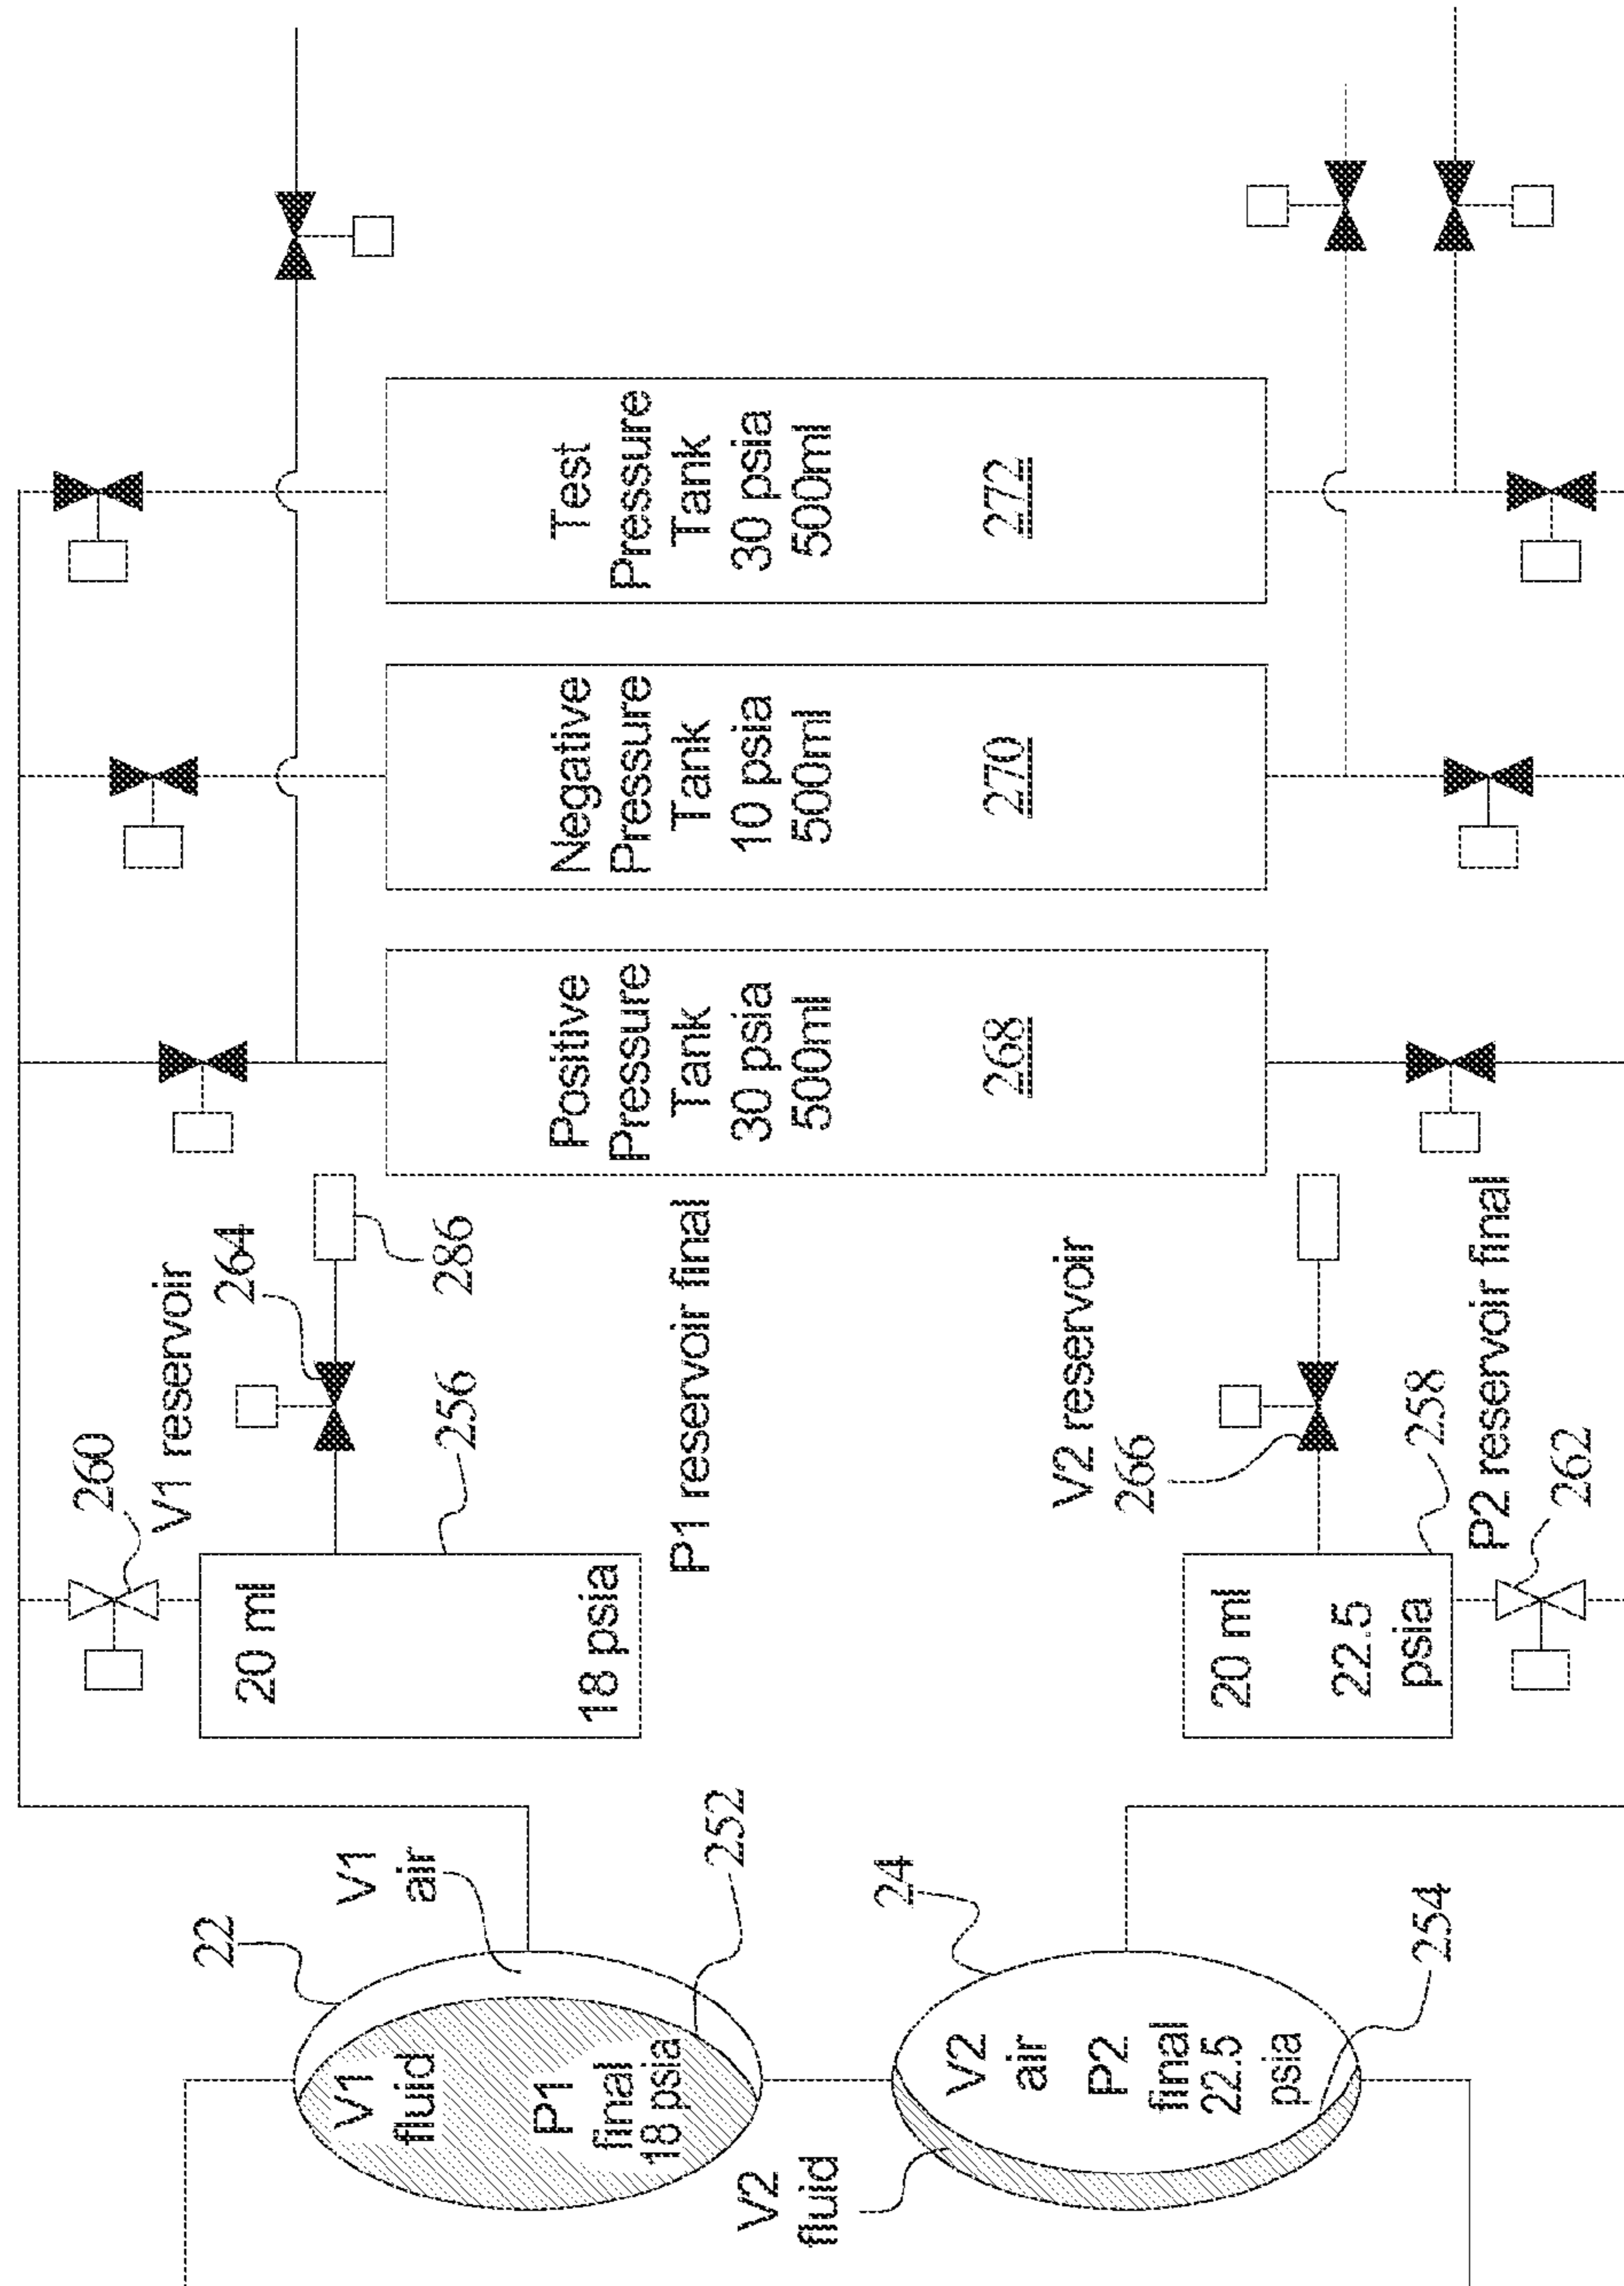 22
V1
air
V1
fluid
P1
final
18 psia
252
24
V2
air
P2
final
22.5
psia
254
V2
fluid
260
V1 reservoir
264
20 ml
18 psia
256
286
P1 reservoir final
V2 reservoir
266
20 ml
22.5
psia
258
P2 reservoir final
262
Positive
Pressure
Tank
30 psia
500ml
268
Negative
Pressure
Tank
10 psia
500ml
270
Test
Pressure
Tank
30 psia
500ml
272